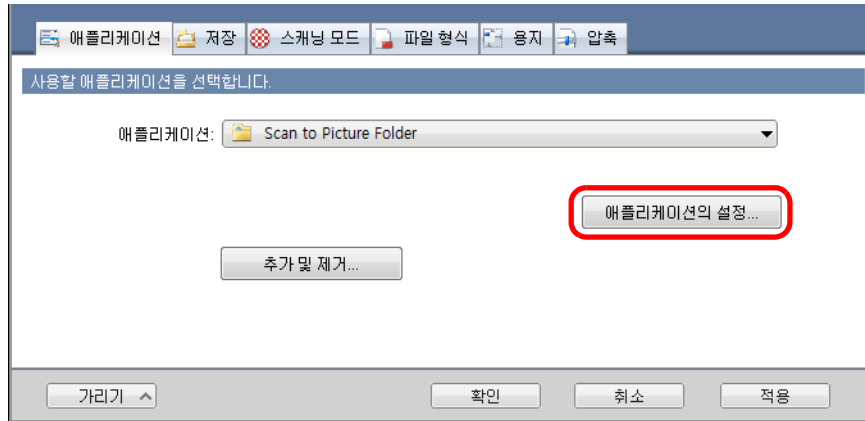 애플리케이션 저장 스캐닝 모드 파일 형식 용지 압축
사용할 애플리케이션을 선택합니다.
애플리케이션: Scan to Picture Folder
애플리케이션의 설정...
추가 및 제거...
가리기 확인 취소 적용